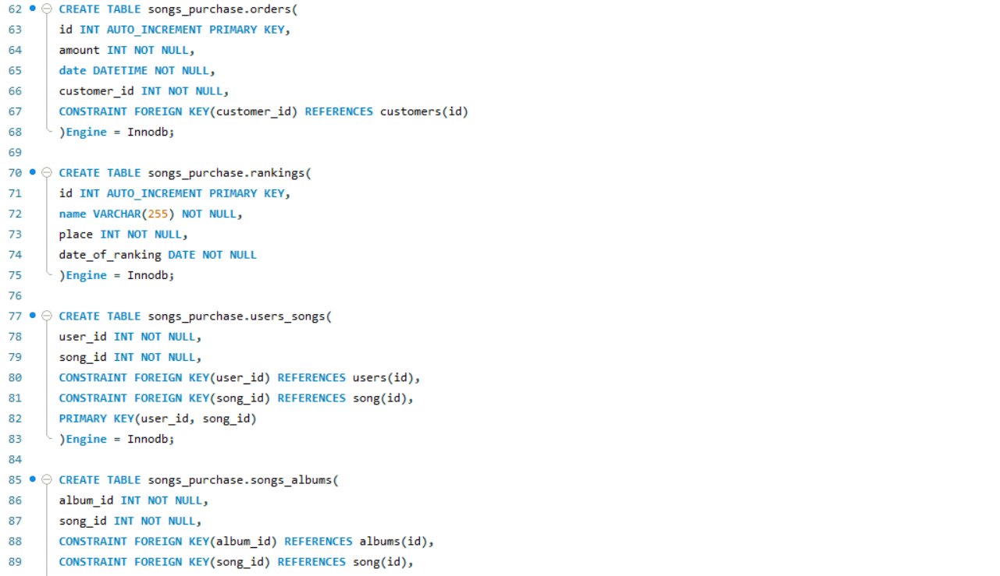 62 CREATE TABLE songs_purchase.orders(
63 id INT AUTO_INCREMENT PRIMARY KEY,
64 amount INT NOT NULL,
65 date DATETIME NOT NULL,
66 customer_id INT NOT NULL,
67 CONSTRAINT FOREIGN KEY(customer_id) REFERENCES customers(id)
68 )Engine = Innodb;
69
70 CREATE TABLE songs_purchase.rankings(
71 id INT AUTO_INCREMENT PRIMARY KEY,
72 name VARCHAR(255) NOT NULL,
73 place INT NOT NULL,
74 date_of_ranking DATE NOT NULL
75 )Engine = Innodb;
76
77 CREATE TABLE songs_purchase.users_songs(
78 user_id INT NOT NULL,
79 song_id INT NOT NULL,
80 CONSTRAINT FOREIGN KEY(user_id) REFERENCES users(id),
81 CONSTRAINT FOREIGN KEY(song_id) REFERENCES song(id),
82 PRIMARY KEY(user_id, song_id)
83 )Engine = Innodb;
84
85 CREATE TABLE songs_purchase.songs_albums(
86 album_id INT NOT NULL,
87 song_id INT NOT NULL,
88 CONSTRAINT FOREIGN KEY(album_id) REFERENCES albums(id),
89 CONSTRAINT FOREIGN KEY(song_id) REFERENCES song(id),